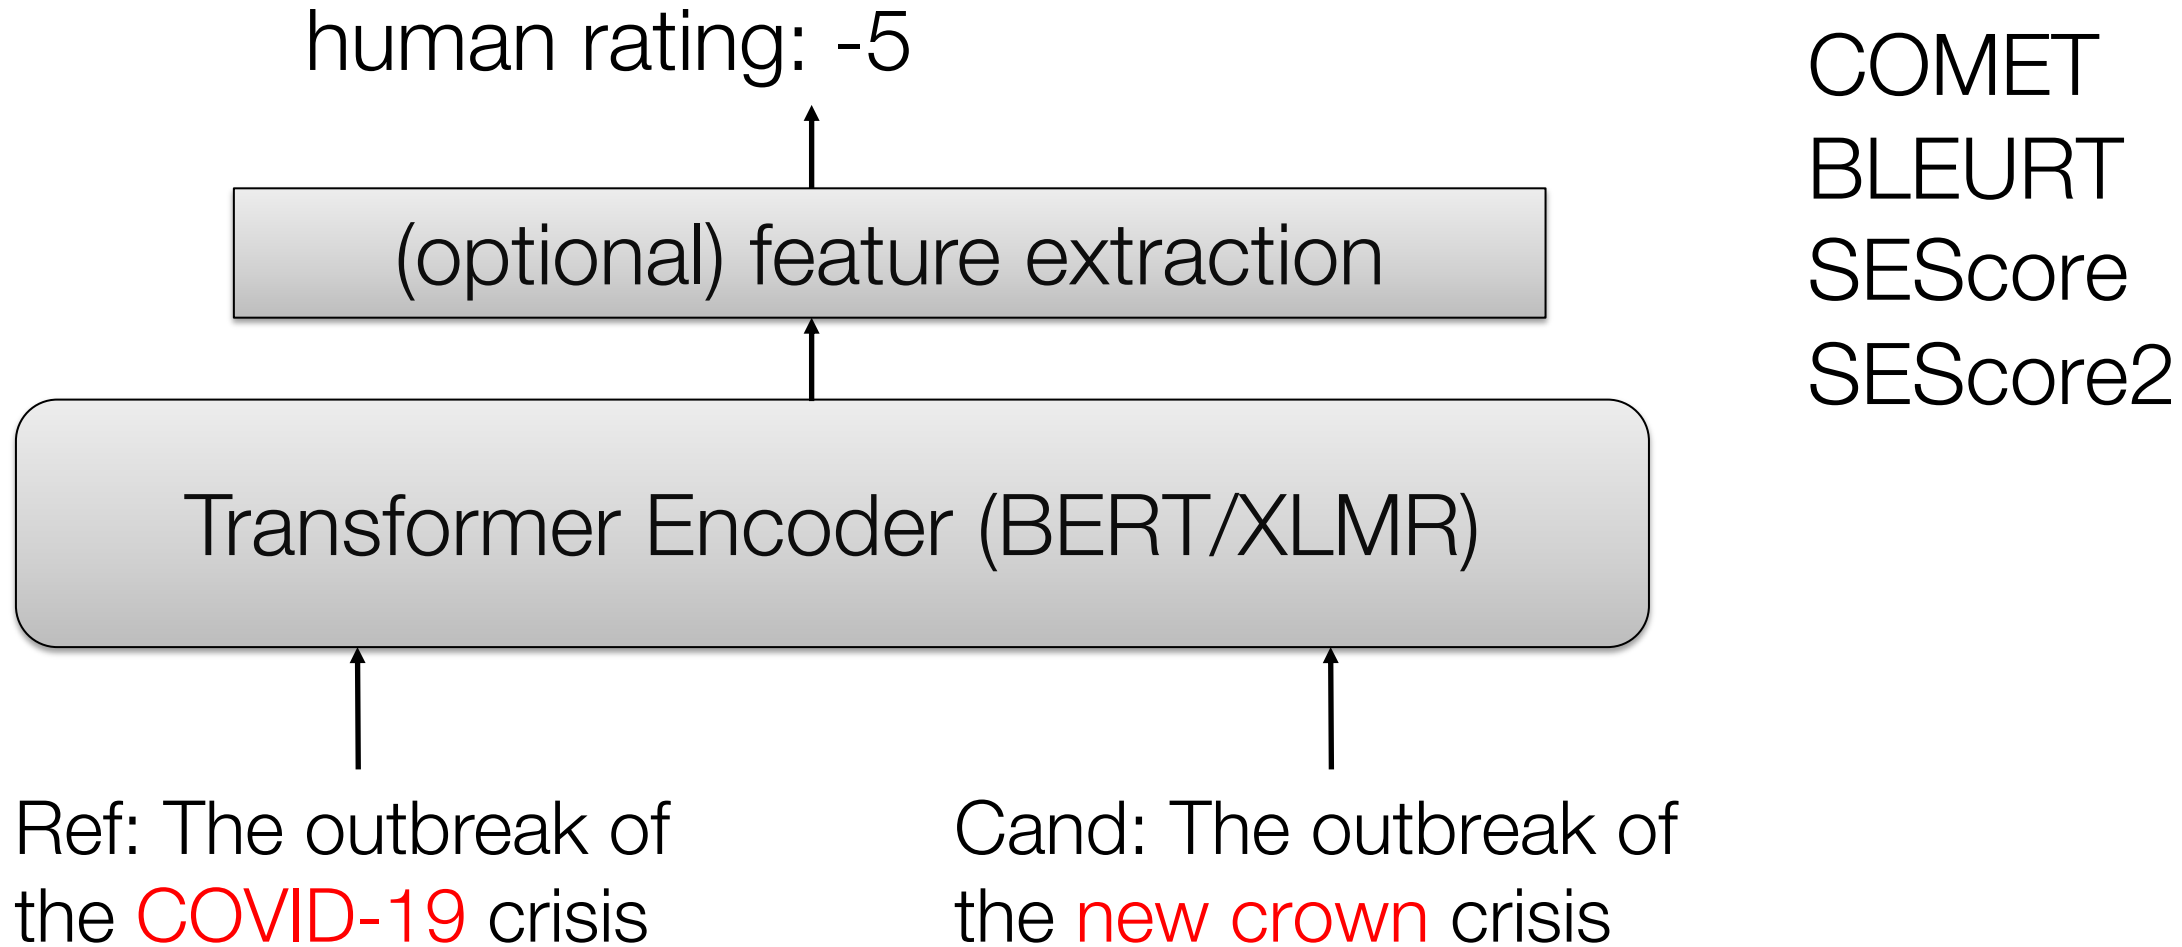 human rating: -5
(optional) feature extraction
Transformer Encoder (BERT/XLMR)
Ref: The outbreak of
the COVID-19 crisis
Cand: The outbreak of
the new crown crisis
COMET
BLEURT
SEScore
SEScore2